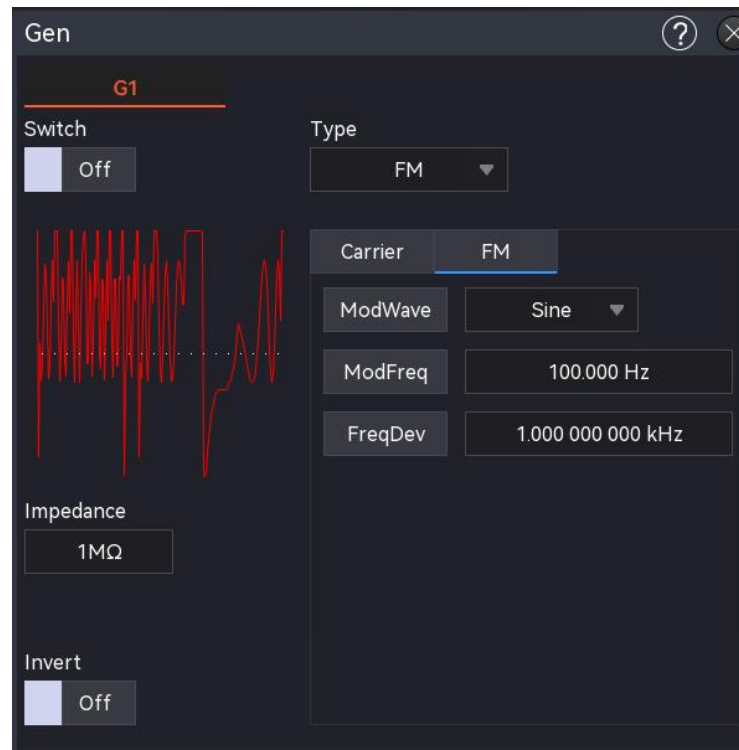 Gen
?
G1
Switch
Type
Off
FM
Carrier
FM
ModWave
Sine
ModFreq
100.000 Hz
FreqDev
1.000 000 000 kHz
Impedance
1MΩ
Invert
Off